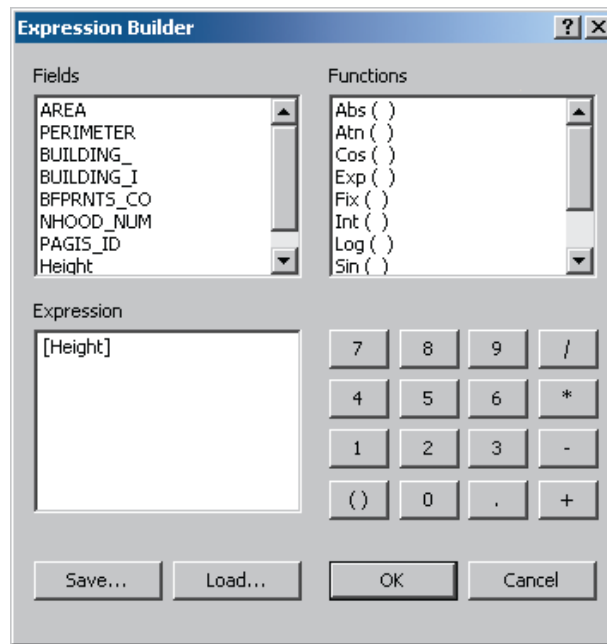 Expression Builder
? X
Fields
AREA
PERIMETER
BUILDING_
BUILDING_I
BFPRNTS_CO
NHOOD_NUM
PAGIS_ID
Height
Functions
Abs ( )
Atn ( )
Cos ( )
Exp ( )
Fix ( )
Int ( )
Log ( )
Sin ( )
Expression
[Height]
7 8 9 /
4 5 6 *
1 2 3 -
( ) 0 . +
Save... Load... OK Cancel